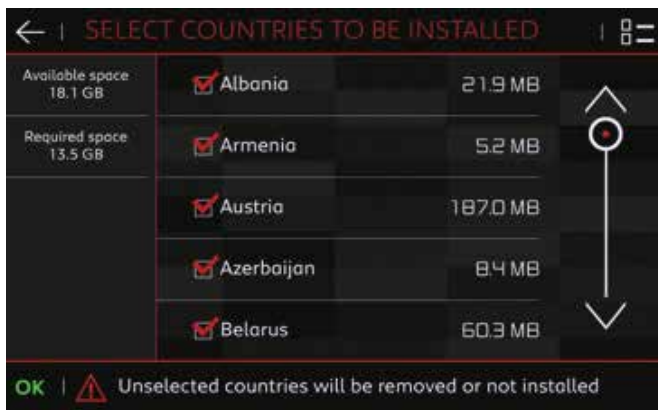 SELECT COUNTRIES TO BE INSTALLED
Available space
18.1 GB
Required space
13.5 GB
Albania 21.9 MB
Armenia 5.2 MB
Austria 187.0 MB
Azerbaijan 8.4 MB
Belarus 60.3 MB
OK Unselected countries will be removed or not installed